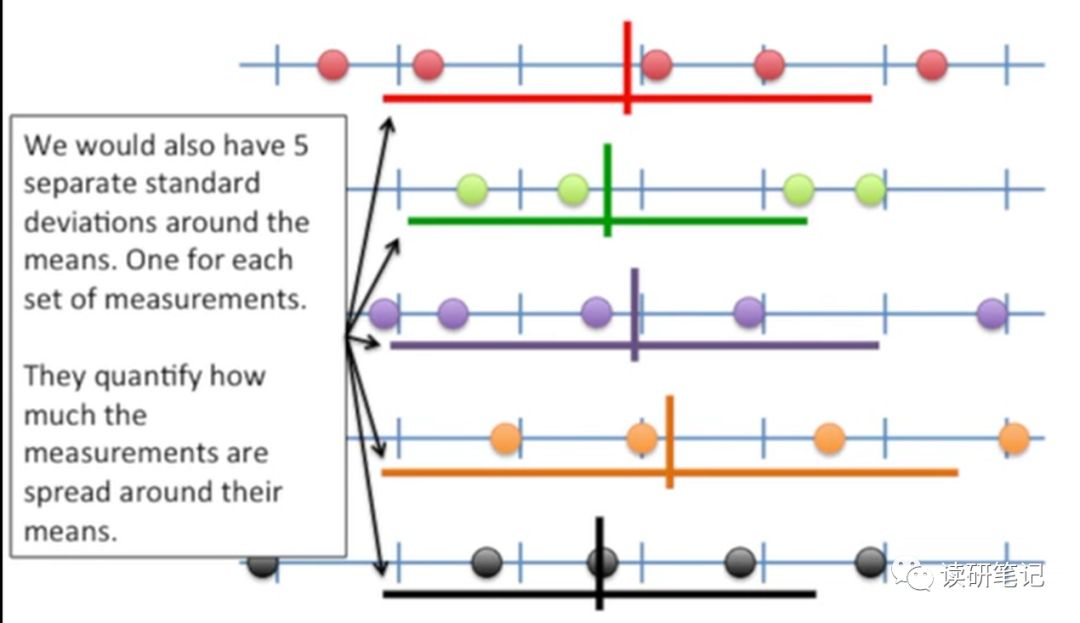 We would also have 5
separate standard
deviations around the
means. One for each
set of measurements.
They quantify how
much the
measurements are
spread around their
means.
读研笔记